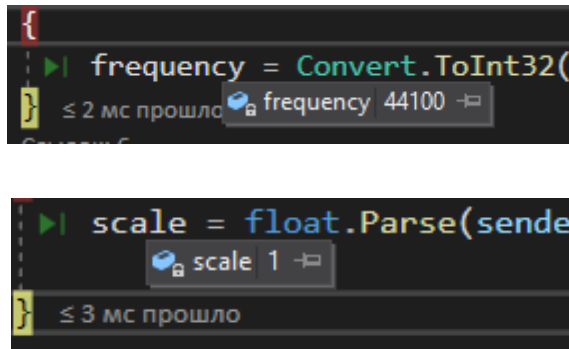 {
frequency = Convert.ToInt32(
} ≤ 2 мс прошло frequency 44100
scale = float.Parse(sende
scale 1
} ≤ 3 мс прошло